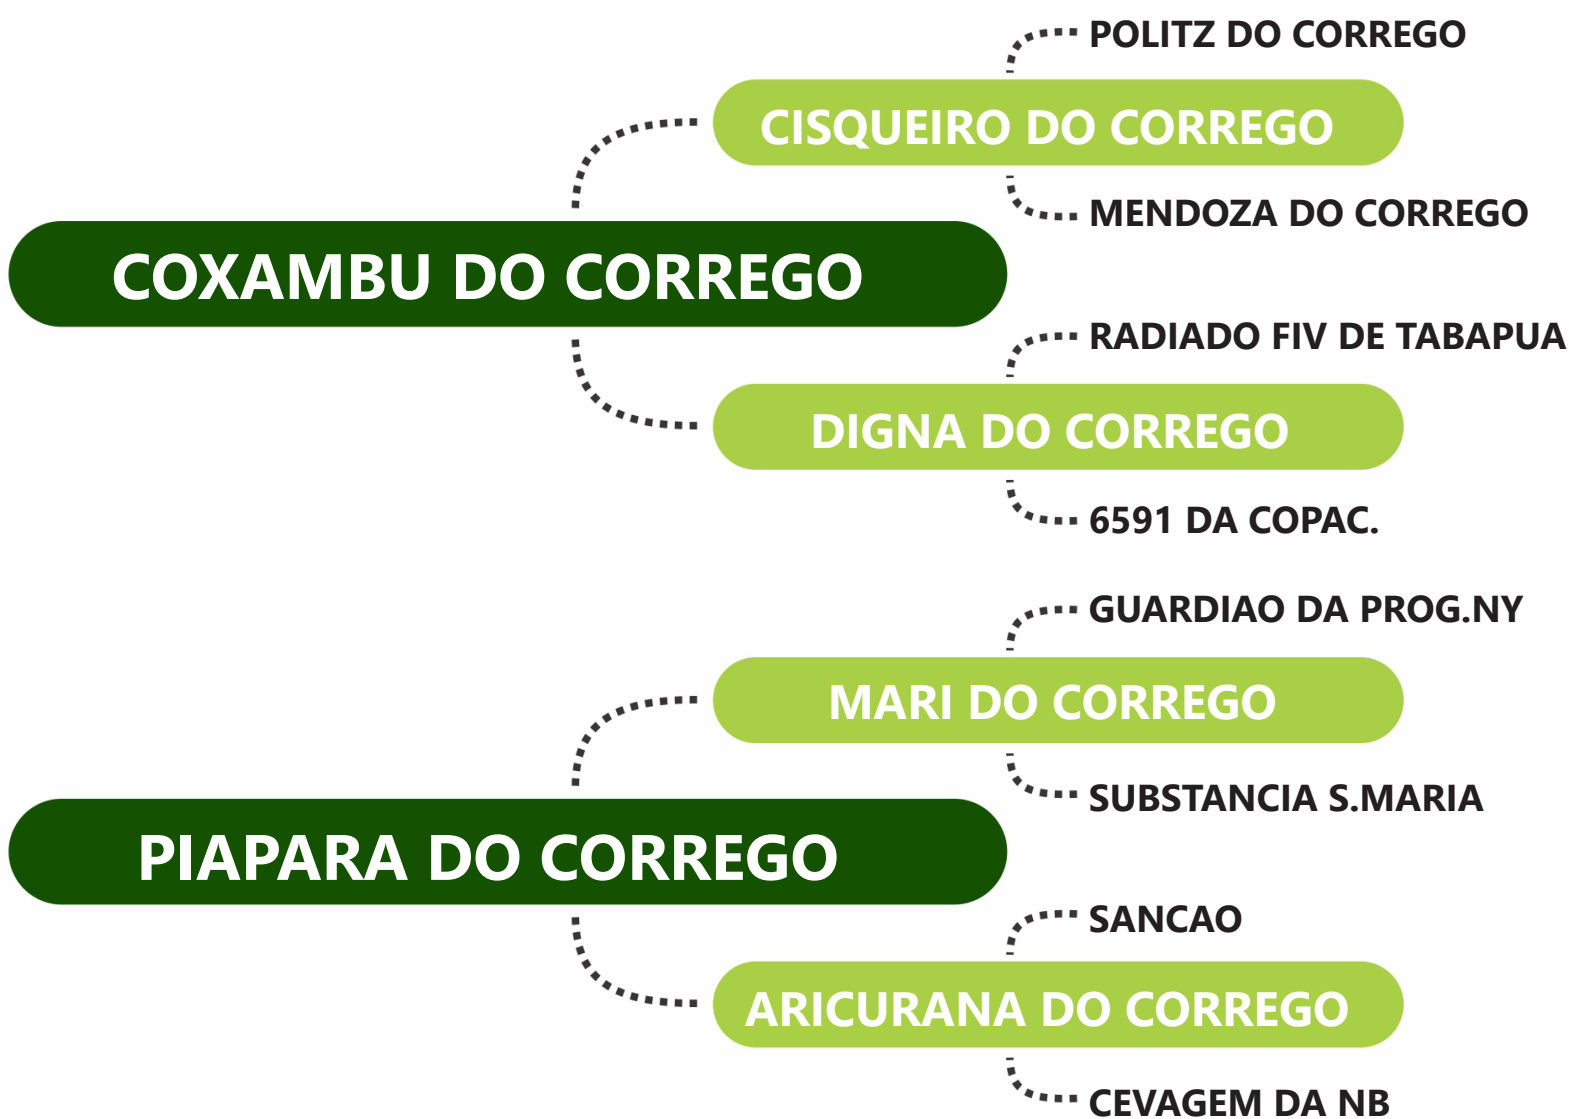 POLITZ DO CORREGO
CISQUEIRO DO CORREGO
MENDOZA DO CORREGO
COXAMBU DO CORREGO
RADIADO FIV DE TABAPUA
DIGNA DO CORREGO
6591 DA COPAC.
GUARDIAO DA PROG.NY
MARI DO CORREGO
SUBSTANCIA S.MARIA
PIAPARA DO CORREGO
SANCAO
ARICURANA DO CORREGO
CEVAGEM DA NB